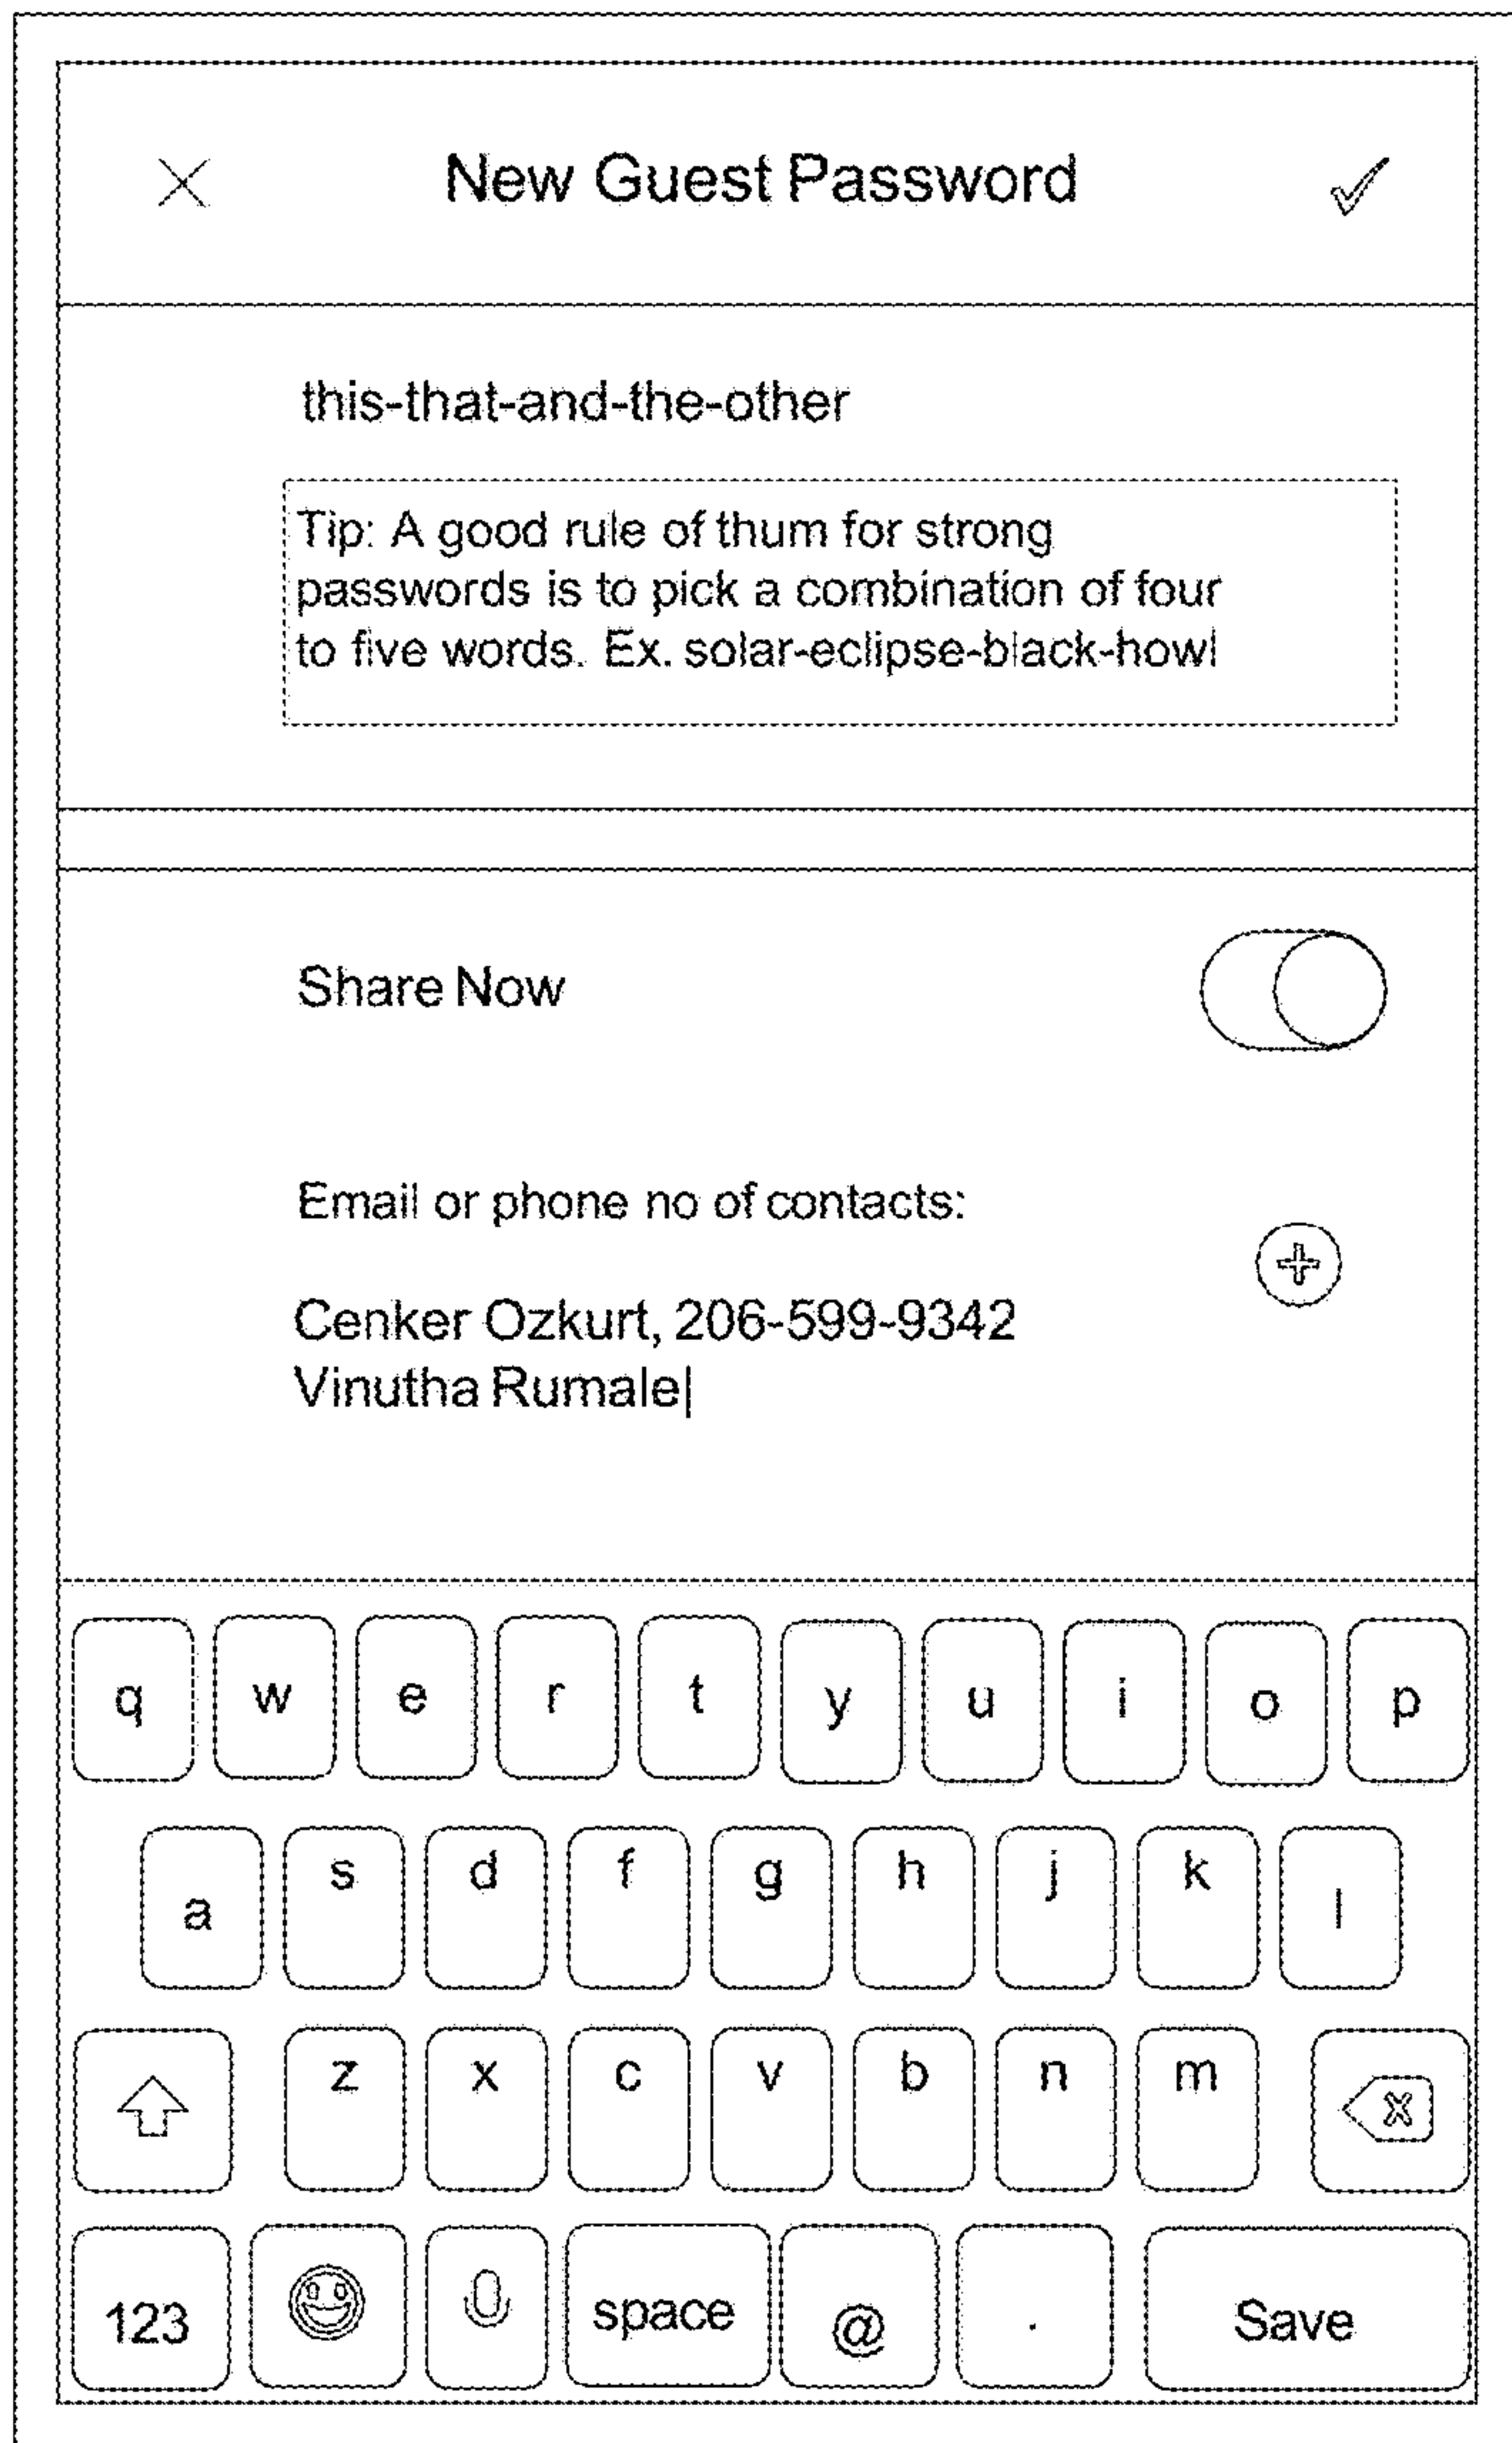 New Guest Password
this-that-and-the-other
Tip: A good rule of thum for strong
passwords is to pick a combination of four
to five words. Ex. solar-eclipse-black-howl
Share Now
Email or phone no of contacts:
Cenker Ozkurt, 206-599-9342
Vinutha Rumale
q w e r t y u i o p
a s d f g h j k l
z x c v b n m
123 space @ . Save